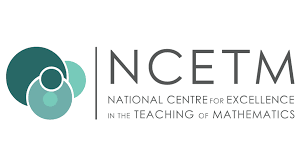 NCETM
NATIONAL CENTRE FOR EXCELLENCE
IN THE TEACHING OF MATHEMATICS